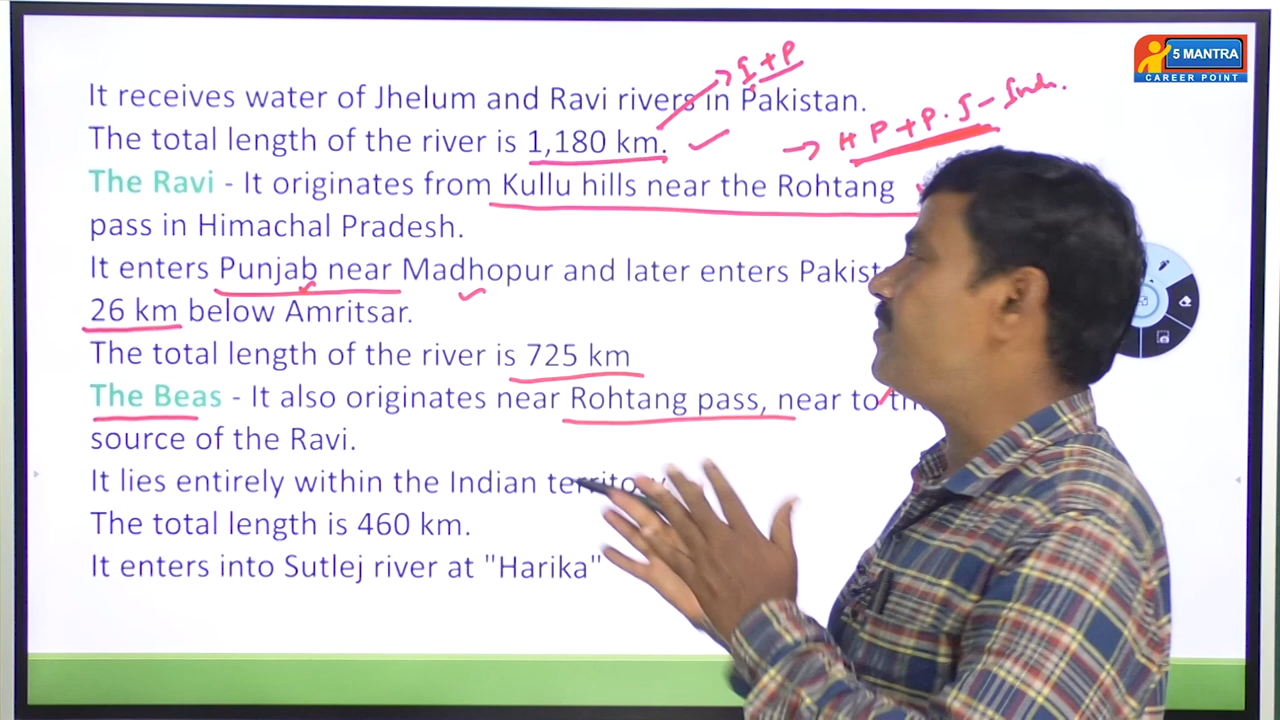 5 MANTRA
CAREER POINT
I + P
It receives water of Jhelum and Ravi rivers in Pakistan.
H P + P . J - Ind.
The total length of the river is 1,180 km.
The Ravi - It originates from Kullu hills near the Rohtang
pass in Himachal Pradesh.
It enters Punjab near Madhopur and later enters Pakist
26 km below Amritsar.
The total length of the river is 725 km
The Beas - It also originates near Rohtang pass, near to the
source of the Ravi.
It lies entirely within the Indian territory
The total length is 460 km.
It enters into Sutlej river at "Harika"